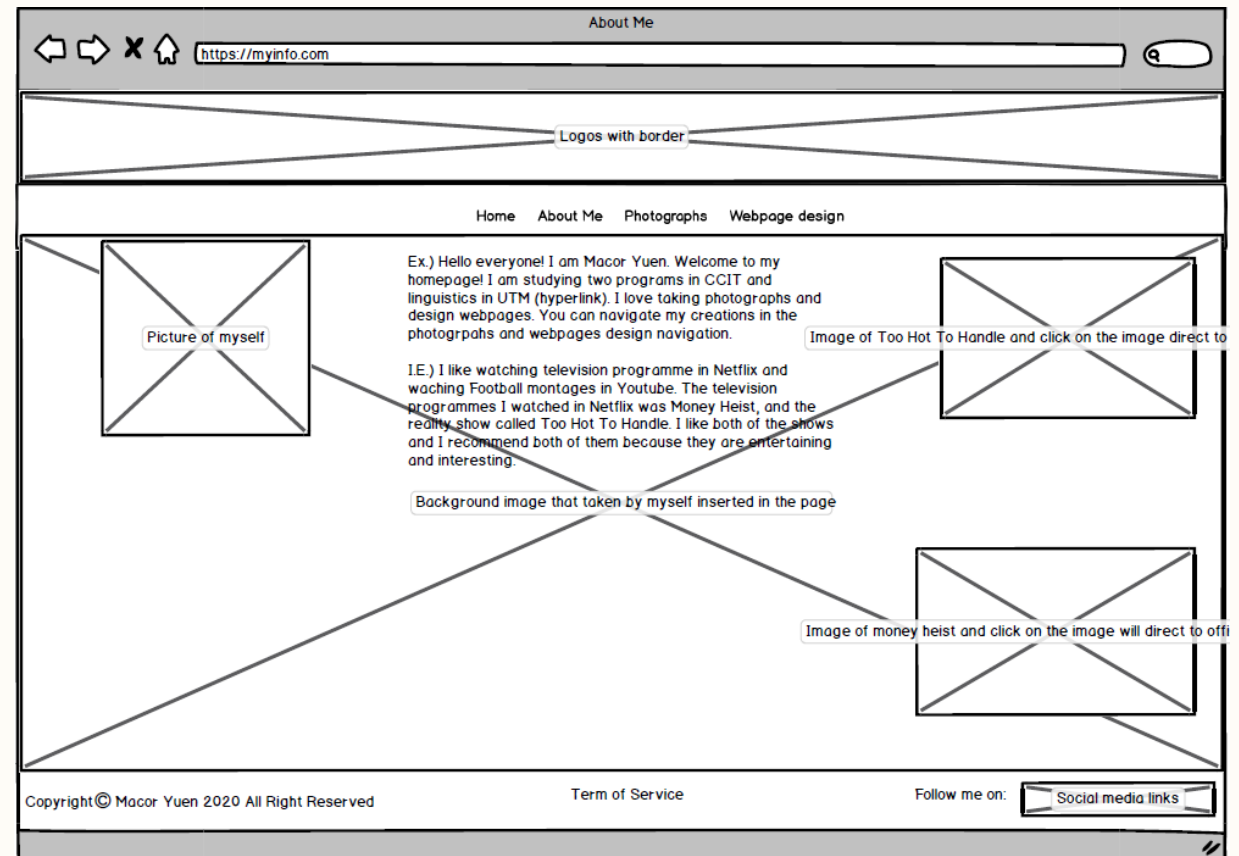 About Me
https://myinfo.com
Logos with border
Home About Me Photographs Webpage design
Picture of myself
Ex.) Hello everyone! I am Macor Yuen. Welcome to my
homepage! I am studying two programs in CCIT and
linguistics in UTM (hyperlink). I love taking photographs and
design webpages. You can navigate my creations in the
photogrpahs and webpages design navigation.
I.E.) I like watching television programme in Netflix and
waching Football montages in Youtube. The television
programmes I watched in Netflix was Money Heist, and the
reality show called Too Hot To Handle. I like both of the shows
and I recommend both of them because they are entertaining
and interesting.
Background image that taken by myself inserted in the page
Image of Too Hot To Handle and click on the image direct to
Image of money heist and click on the image will direct to offi
Copyright© Macor Yuen 2020 All Right Reserved
Term of Service
Follow me on:
Social media links